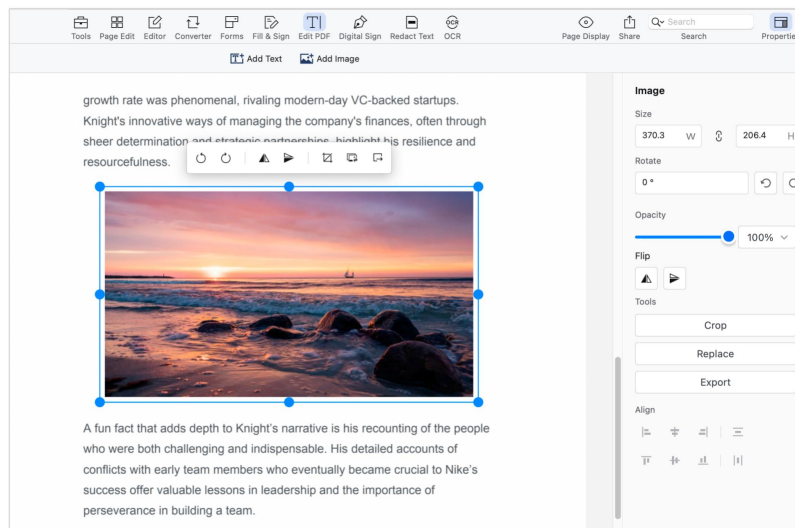 Tools Page Edit Editor Converter Forms Fill & Sign Edit PDF Digital Sign Redact Text OCR Page Display Share Search Properti
OCR
Search
Add Text Add Image
growth rate was phenomenal, rivaling modern-day VC-backed startups.
Knight's innovative ways of managing the company's finances, often through
sheer determination and strategic partnerships, highlight his resilience and
resourcefulness.
A fun fact that adds depth to Knight's narrative is his recounting of the people
who were both challenging and indispensable. His detailed accounts of
conflicts with early team members who eventually became crucial to Nike's
success offer valuable lessons in leadership and the importance of
perseverance in building a team.
Image
Size
370.3 W 206.4 H
Rotate
0 °
Opacity
100%
Flip
Tools
Crop
Replace
Export
Align